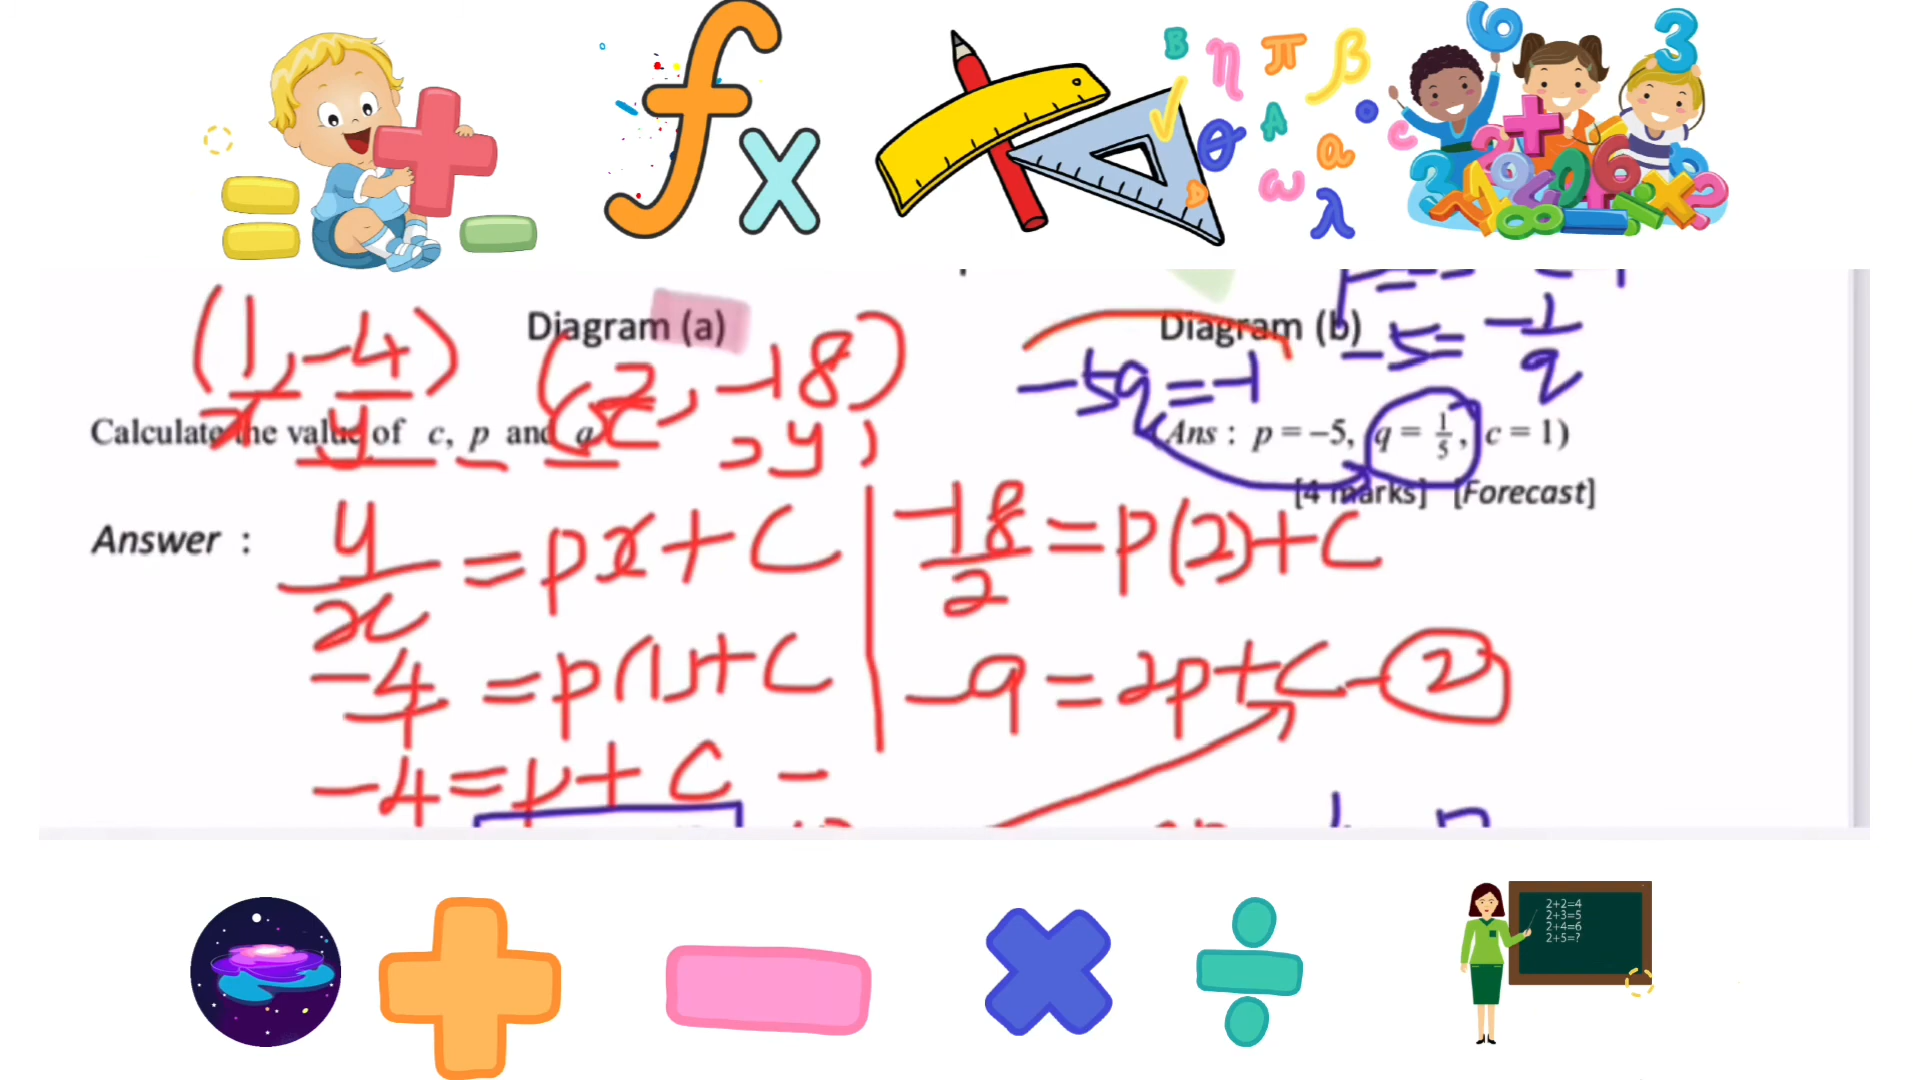 (1, -4)
Diagram (a)
(2, -18)
Diagram (b)
-5 = -1/q
-5q = -1
x y
(x, y)
Calculate the value of c, p and q
Ans : p = –5, q = 1/5, c = 1)
[4 marks] [Forecast]
Answer :
y/x = px + c
-18/2 = p(2) + c
-4 = p(1) + c
-9 = 2p + c - 2
-4 = p + c -
2+2=4
2+3=5
2+4=6
2+5=?